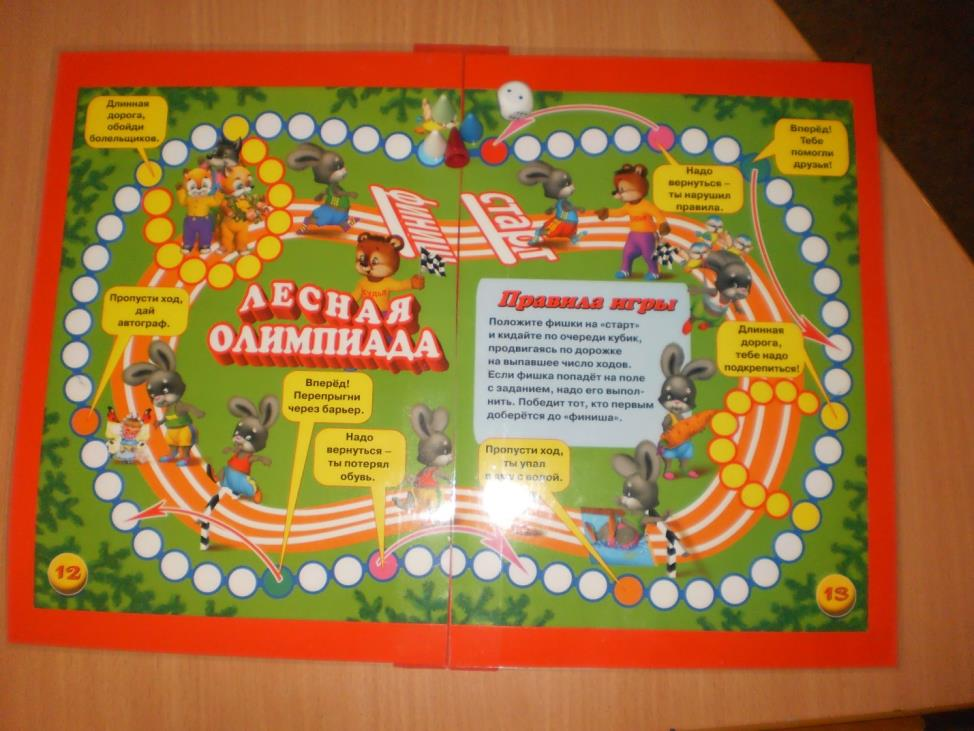 Длинная
дорога,
обойди
болельщиков.
Вперёд!
Тебе
помогли
друзья!
Надо
вернуться –
ты нарушил
правила.
ФИНИШ
СТАРТ
Судья
ЛЕСНАЯ
ОЛИМПИАДА
Правила игры
Положите фишки на «старт»
и кидайте по очереди кубик,
продвигаясь по дорожке
на выпавшее число ходов.
Если фишка попадёт на поле
с заданием, надо его выпол-
нить. Победит тот, кто первым
доберётся до «финиша».
Пропусти ход,
дай
автограф.
Длинная
дорога,
тебе надо
подкрепиться!
Вперёд!
Перепрыгни
через барьер.
Надо
вернуться –
ты потерял
обувь.
Пропусти ход,
ты упал
в яму с водой.
12
13